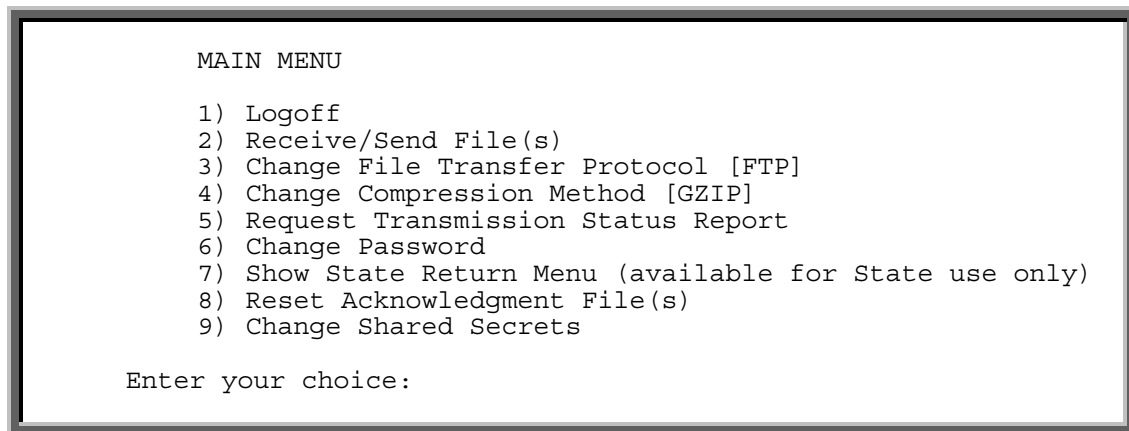 MAIN MENU
1) Logoff
2) Receive/Send File(s)
3) Change File Transfer Protocol [FTP]
4) Change Compression Method [GZIP]
5) Request Transmission Status Report
6) Change Password
7) Show State Return Menu (available for State use only)
8) Reset Acknowledgment File(s)
9) Change Shared Secrets
Enter your choice: